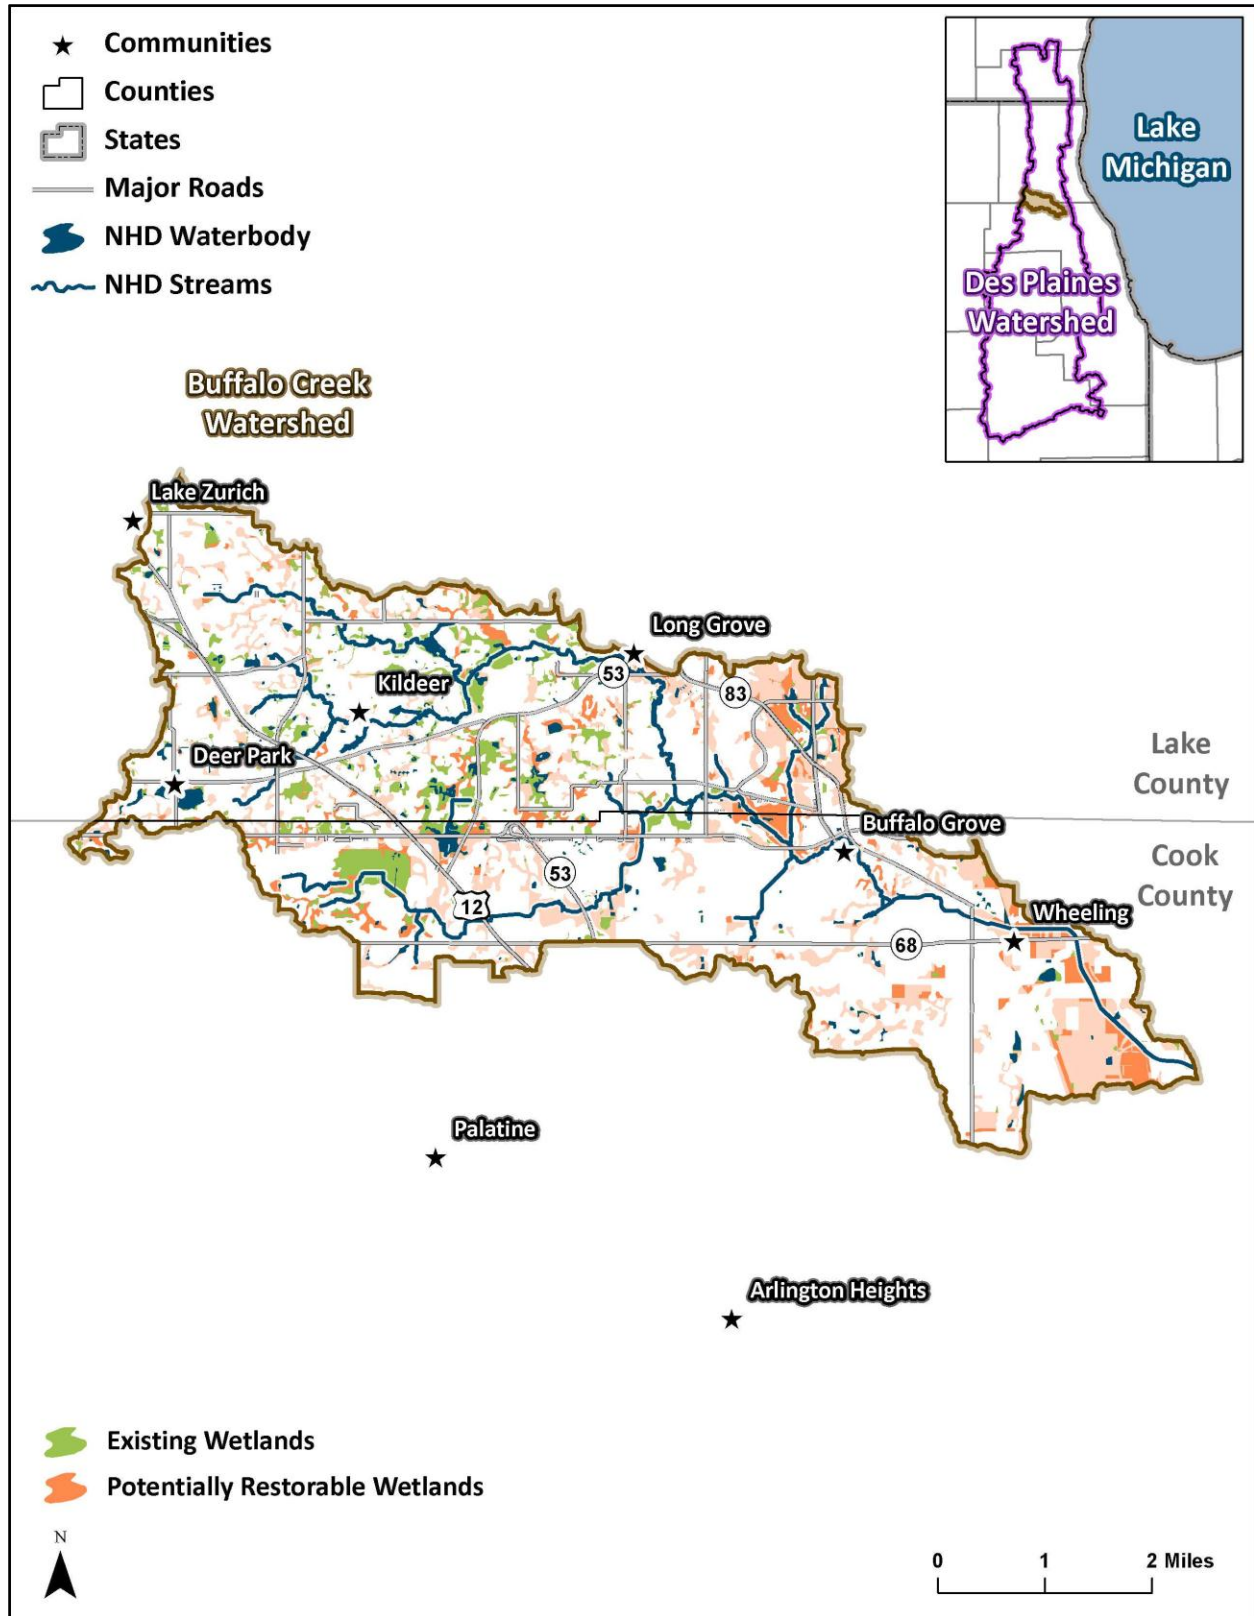 Communities
Counties
States
Major Roads
NHD Waterbody
NHD Streams
Lake
Michigan
Des Plaines
Watershed
Buffalo Creek
Watershed
Lake Zurich
Long Grove
53
83
Kildeer
Deer Park
Lake
County
Buffalo Grove
Cook
County
53
12
Wheeling
68
Palatine
Arlington Heights
Existing Wetlands
Potentially Restorable Wetlands
N
0 1 2 Miles